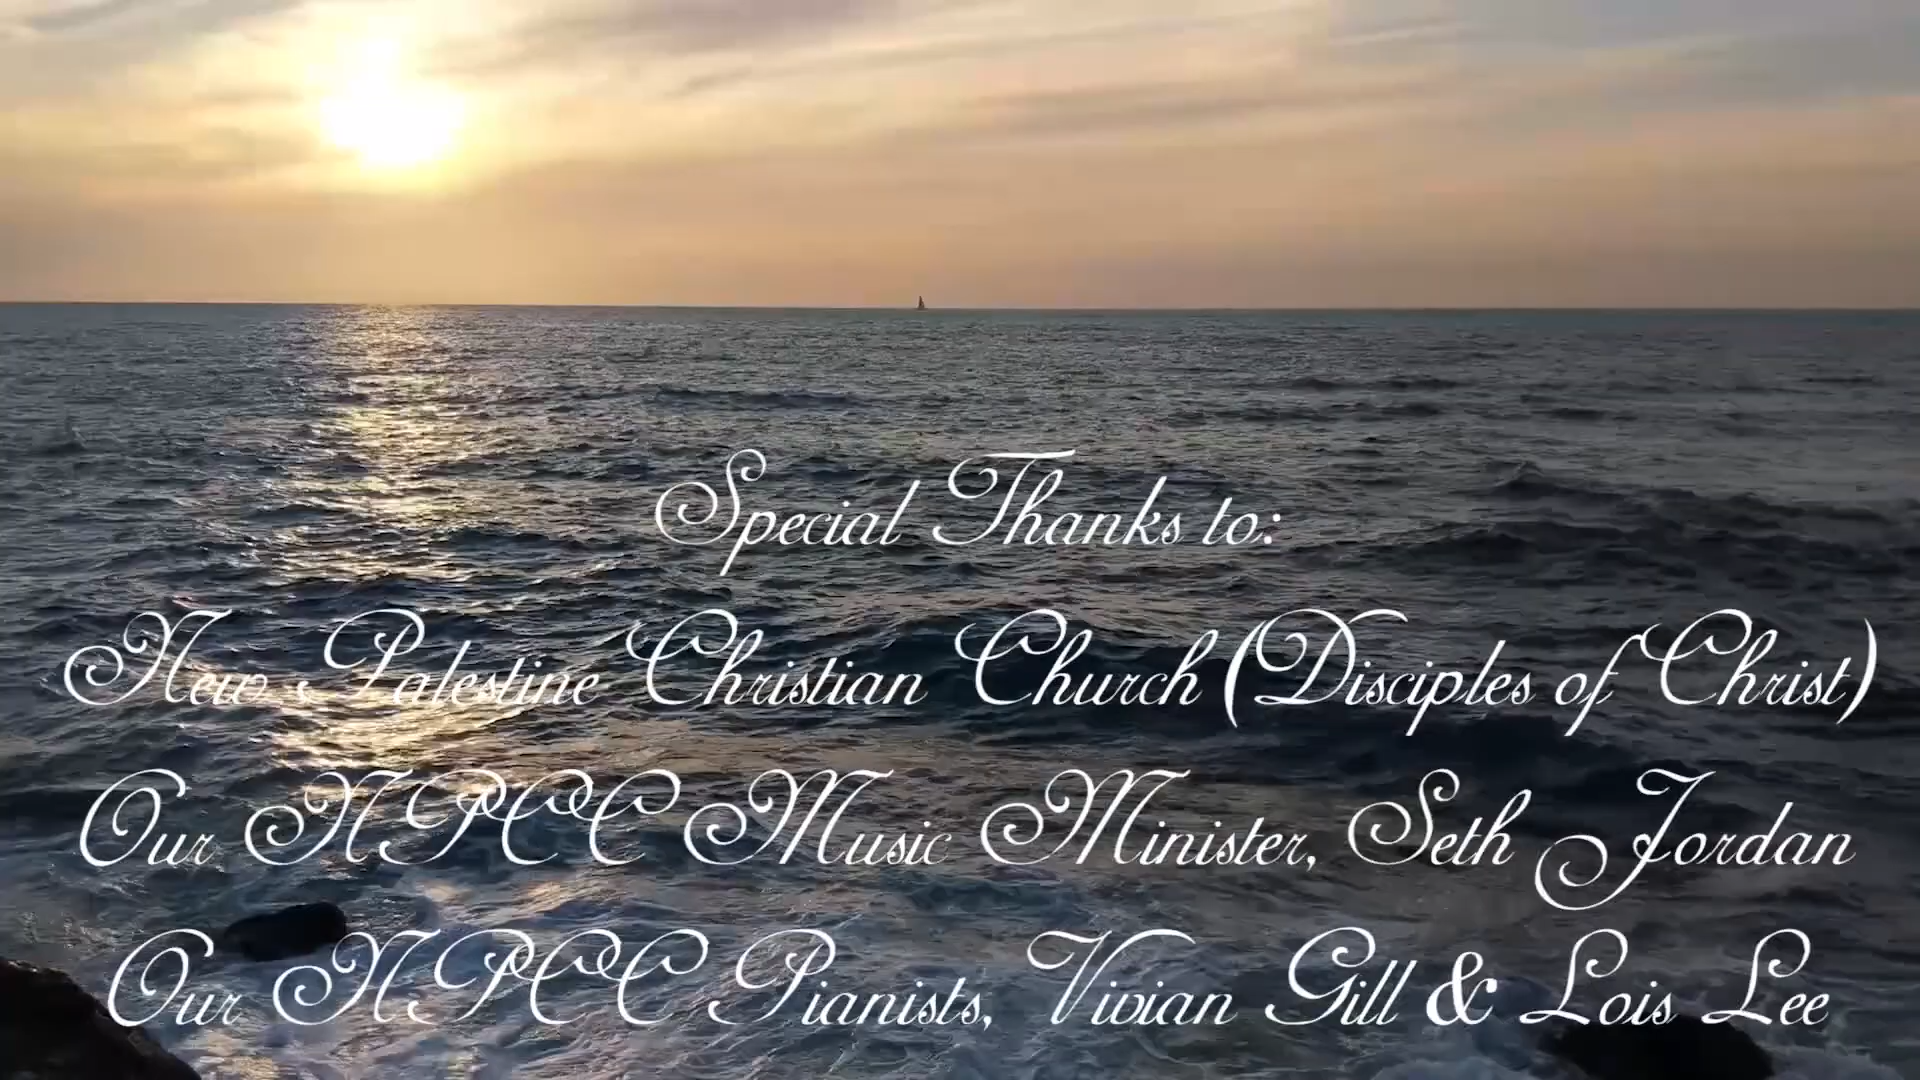 Special Thanks to:
New Palestine Christian Church (Disciples of Christ)
Our NPCC Music Minister, Seth Jordan
Our NPCC Pianists, Vivian Gill & Lois Lee